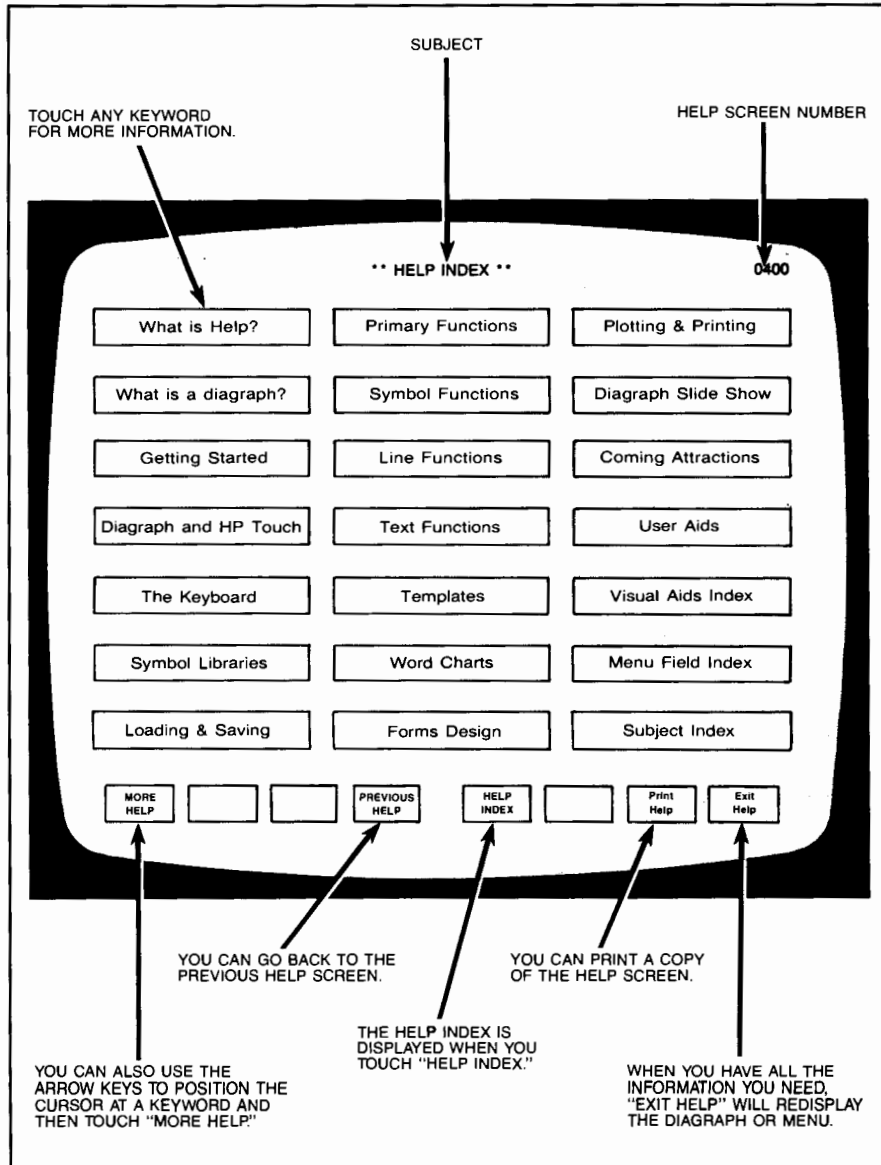 SUBJECT
TOUCH ANY KEYWORD
FOR MORE INFORMATION.
HELP SCREEN NUMBER
** HELP INDEX **
0400
What is Help?
Primary Functions
Plotting & Printing
What is a diagraph?
Symbol Functions
Diagraph Slide Show
Getting Started
Line Functions
Coming Attractions
Diagraph and HP Touch
Text Functions
User Aids
The Keyboard
Templates
Visual Aids Index
Symbol Libraries
Word Charts
Menu Field Index
Loading & Saving
Forms Design
Subject Index
MORE
HELP
PREVIOUS
HELP
HELP
INDEX
Print
Help
Exit
Help
YOU CAN GO BACK TO THE
PREVIOUS HELP SCREEN.
YOU CAN PRINT A COPY
OF THE HELP SCREEN.
THE HELP INDEX IS
DISPLAYED WHEN YOU
TOUCH "HELP INDEX."
YOU CAN ALSO USE THE
ARROW KEYS TO POSITION THE
CURSOR AT A KEYWORD AND
THEN TOUCH "MORE HELP."
WHEN YOU HAVE ALL THE
INFORMATION YOU NEED,
"EXIT HELP" WILL REDISPLAY
THE DIAGRAPH OR MENU.